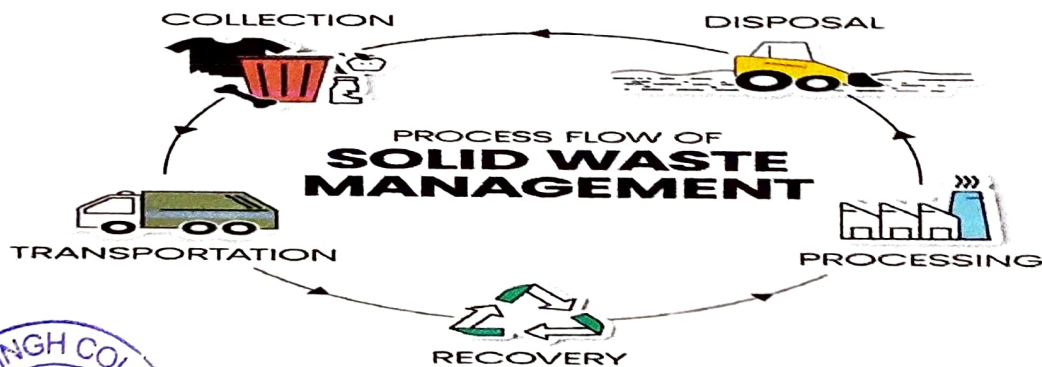 COLLECTION
DISPOSAL
PROCESS FLOW OF
SOLID WASTE
MANAGEMENT
TRANSPORTATION
PROCESSING
RECOVERY